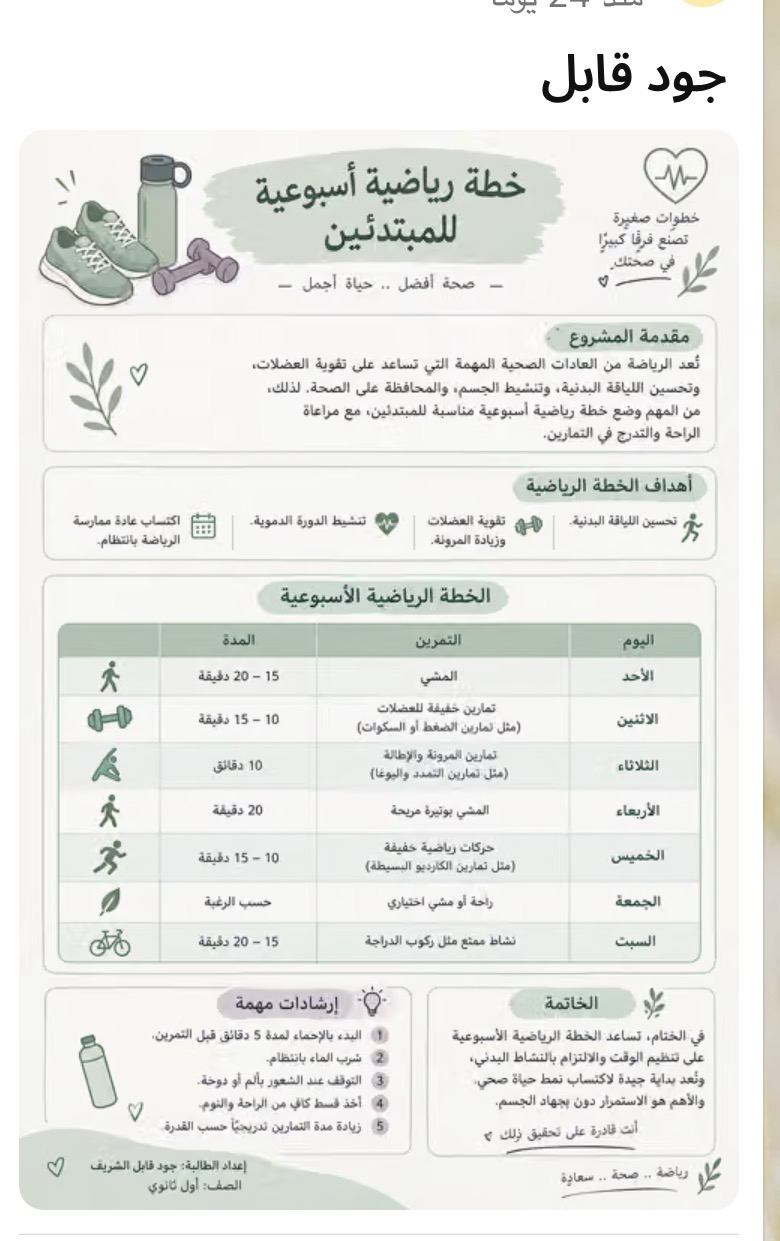 منذ 24 يومًا
جود قابل
خطة رياضية أسبوعية
للمبتدئين
— صحة أفضل .. حياة أجمل —
خطوات صغيرة
تصنع فرقًا كبيرًا
في صحتك.
مقدمة المشروع
تُعد الرياضة من العادات الصحية المهمة التي تساعد على تقوية العضلات،
وتحسين اللياقة البدنية، وتنشيط الجسم، والمحافظة على الصحة. لذلك،
من المهم وضع خطة رياضية أسبوعية مناسبة للمبتدئين، مع مراعاة
الراحة والتدرج في التمارين.
أهداف الخطة الرياضية
تحسين اللياقة البدنية.
تقوية العضلات
وزيادة المرونة.
تنشيط الدورة الدموية.
اكتساب عادة ممارسة
الرياضة بانتظام.
الخطة الرياضية الأسبوعية
اليوم التمرين المدة
الأحد المشي 15 – 20 دقيقة
الاثنين تمارين خفيفة للعضلات
(مثل تمارين الضغط أو السكوات) 10 – 15 دقيقة
الثلاثاء تمارين المرونة والإطالة
(مثل تمارين التمدد واليوغا) 10 دقائق
الأربعاء المشي بوتيرة مريحة 20 دقيقة
الخميس حركات رياضية خفيفة
(مثل تمارين الكارديو البسيطة) 10 – 15 دقيقة
الجمعة راحة أو مشي اختياري حسب الرغبة
السبت نشاط ممتع مثل ركوب الدراجة 15 – 20 دقيقة
الخاتمة
في الختام، تساعد الخطة الرياضية الأسبوعية
على تنظيم الوقت والالتزام بالنشاط البدني،
وتُعد بداية جيدة لاكتساب نمط حياة صحي.
والأهم هو الاستمرار دون إجهاد الجسم.
أنت قادرة على تحقيق ذلك
إرشادات مهمة
1 البدء بالإحماء لمدة 5 دقائق قبل التمرين.
2 شرب الماء بانتظام.
3 التوقف عند الشعور بألم أو دوخة.
4 أخذ قسط كافٍ من الراحة والنوم.
5 زيادة مدة التمارين تدريجيًا حسب القدرة.
رياضة .. صحة .. سعادة
إعداد الطالبة: جود قابل الشريف
الصف: أول ثانوي